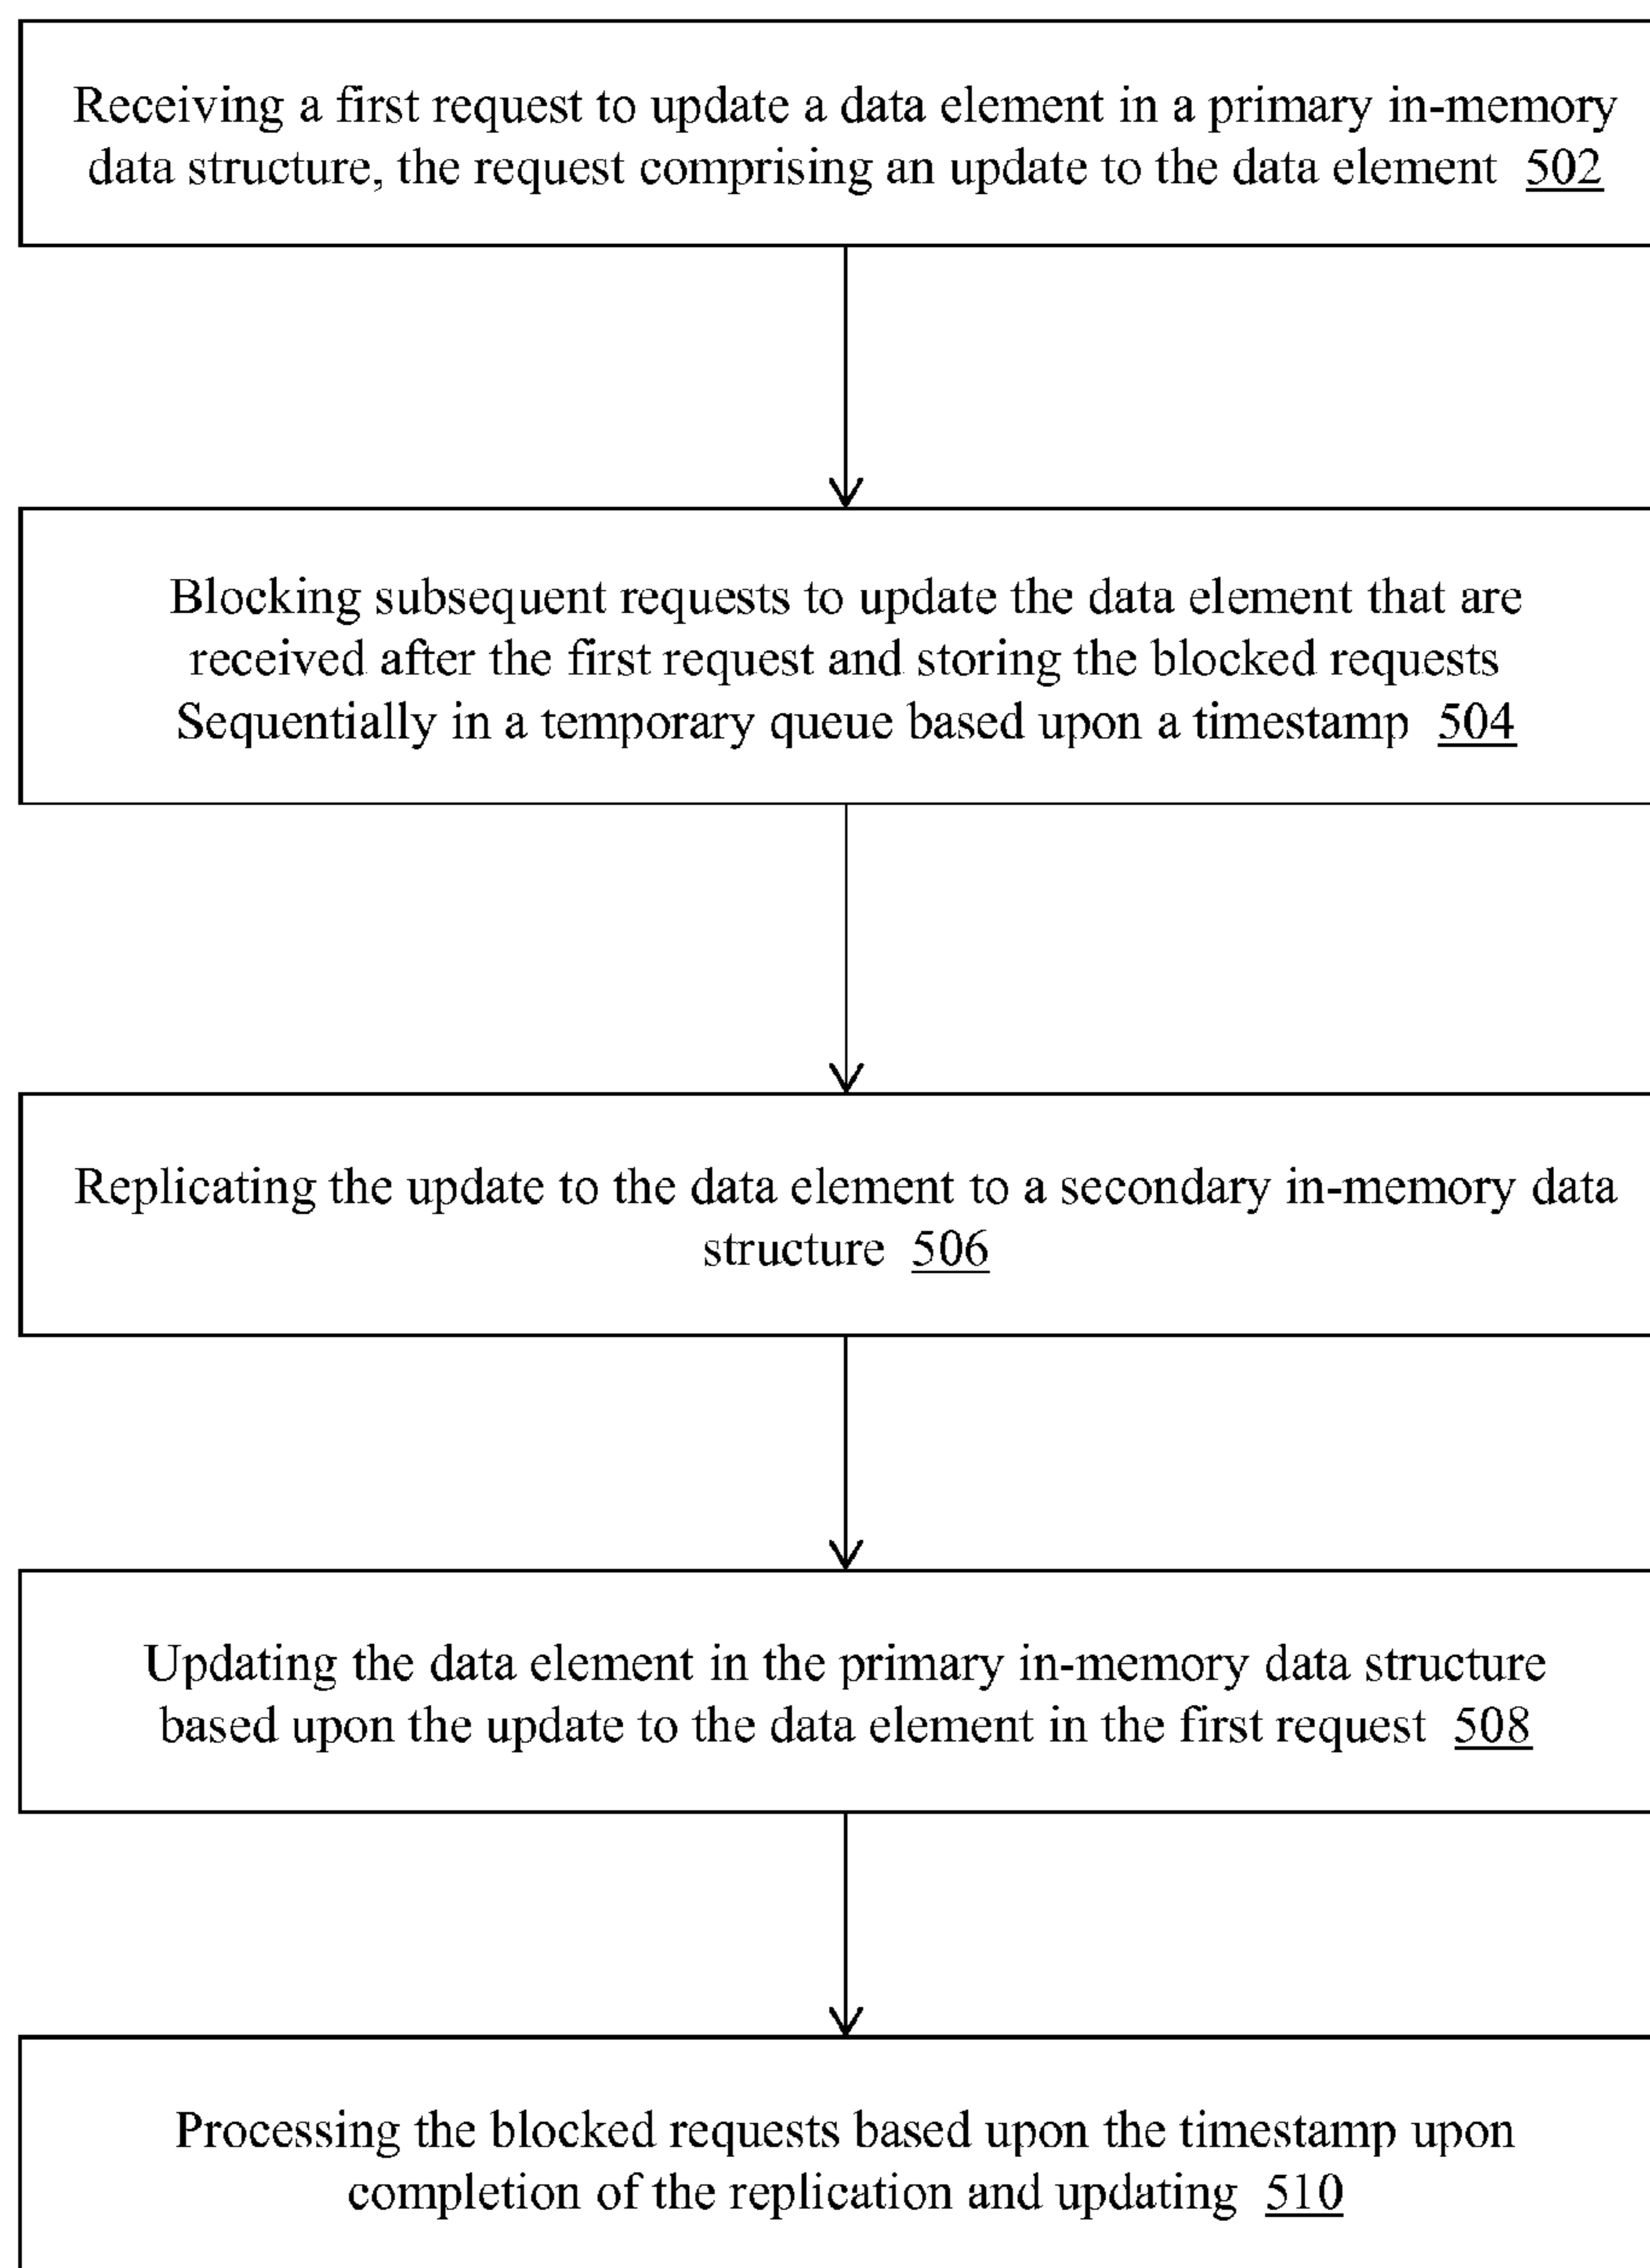 Receiving a first request to update a data element in a primary in-memory
data structure, the request comprising an update to the data element 502
Blocking subsequent requests to update the data element that are
received after the first request and storing the blocked requests
Sequentially in a temporary queue based upon a timestamp 504
Replicating the update to the data element to a secondary in-memory data
structure 506
Updating the data element in the primary in-memory data structure
based upon the update to the data element in the first request 508
Processing the blocked requests based upon the timestamp upon
completion of the replication and updating 510